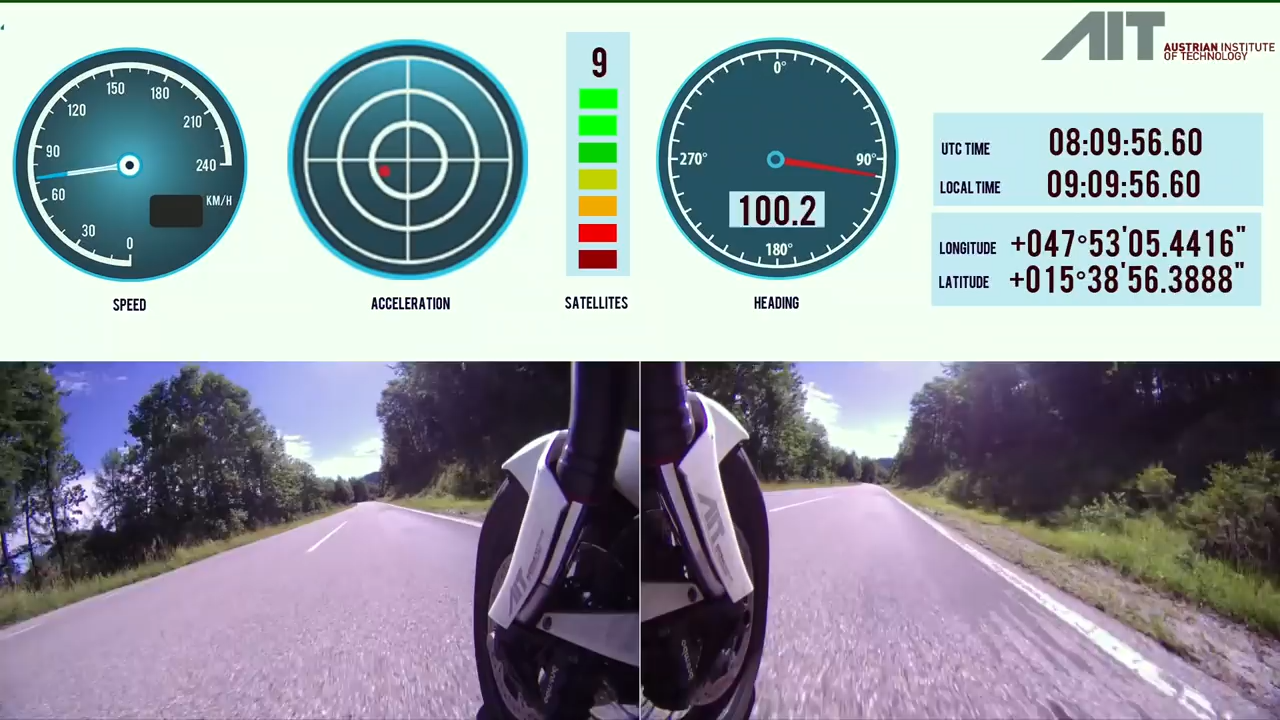 AIT
AUSTRIAN INSTITUTE
OF TECHNOLOGY
0
30
60
90
120
150
180
210
240
KM/H
SPEED
ACCELERATION
9
SATELLITES
0°
90°
180°
270°
100.2
HEADING
UTC TIME 08:09:56.60
LOCAL TIME 09:09:56.60
LONGITUDE +047°53'05.4416"
LATITUDE +015°38'56.3888"
AIT
AIT